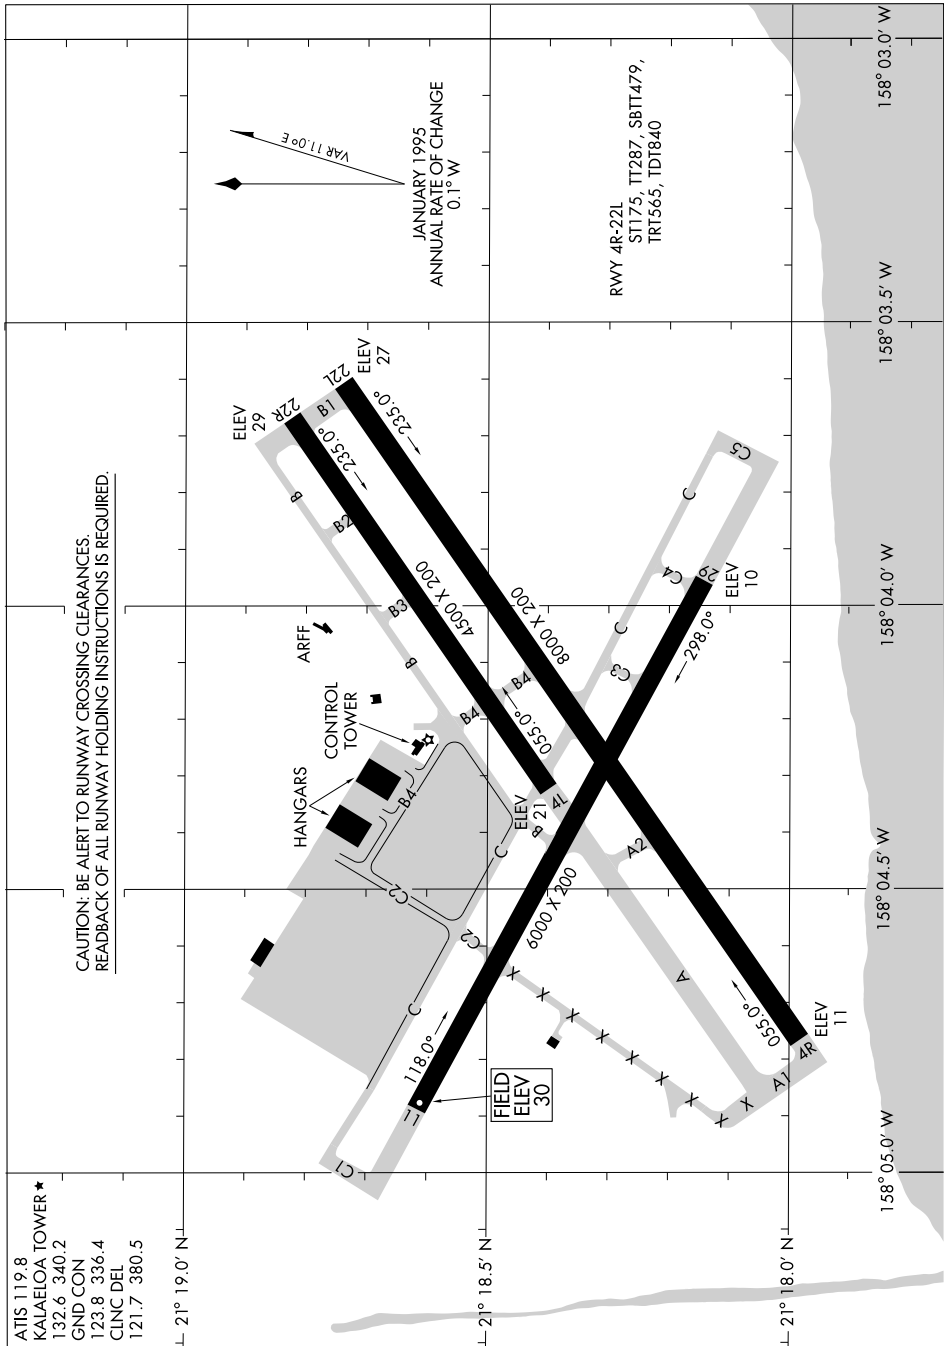 ATIS 119.8
KALAELOA TOWER ★
132.6 340.2
GND CON
123.8 336.4
CLNC DEL
121.7 380.5
CAUTION: BE ALERT TO RUNWAY CROSSING CLEARANCES.
READBACK OF ALL RUNWAY HOLDING INSTRUCTIONS IS REQUIRED.
VAR 11.0° E
JANUARY 1995
ANNUAL RATE OF CHANGE
0.1° W
RWY 4R-22L
ST175, TT287, SBTT479,
TRT565, TDT840
21° 19.0' N
21° 18.5' N
21° 18.0' N
158° 05.0' W
158° 04.5' W
158° 04.0' W
158° 03.5' W
158° 03.0' W
HANGARS
CONTROL
TOWER
ARFF
ELEV
29
22R
B1
22L
ELEV
27
235.0°
235.0°
B
B2
B3
B
4500 X 200
8000 X 200
B4
B4
B4
055.0°
ELEV
21
4L
B
C
C2
C2
C
C1
11
118.0°
FIELD
ELEV
30
6000 X 200
298.0°
29
ELEV
10
C3
C
C4
C
C5
A2
A
055.0°
4R
ELEV
11
A1
X
X
X
X
X
X
X
X
X